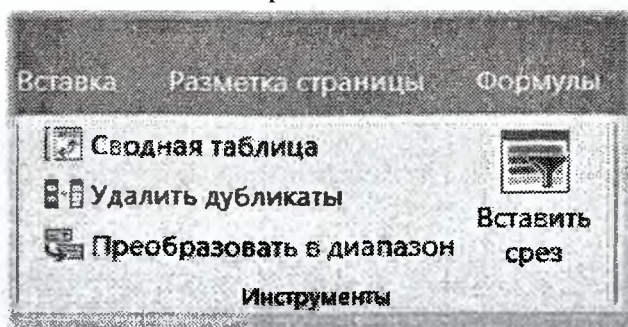 Вставка Разметка страницы Формулы
Сводная таблица
Удалить дубликаты
Преобразовать в диапазон
Вставить
срез
Инструменты